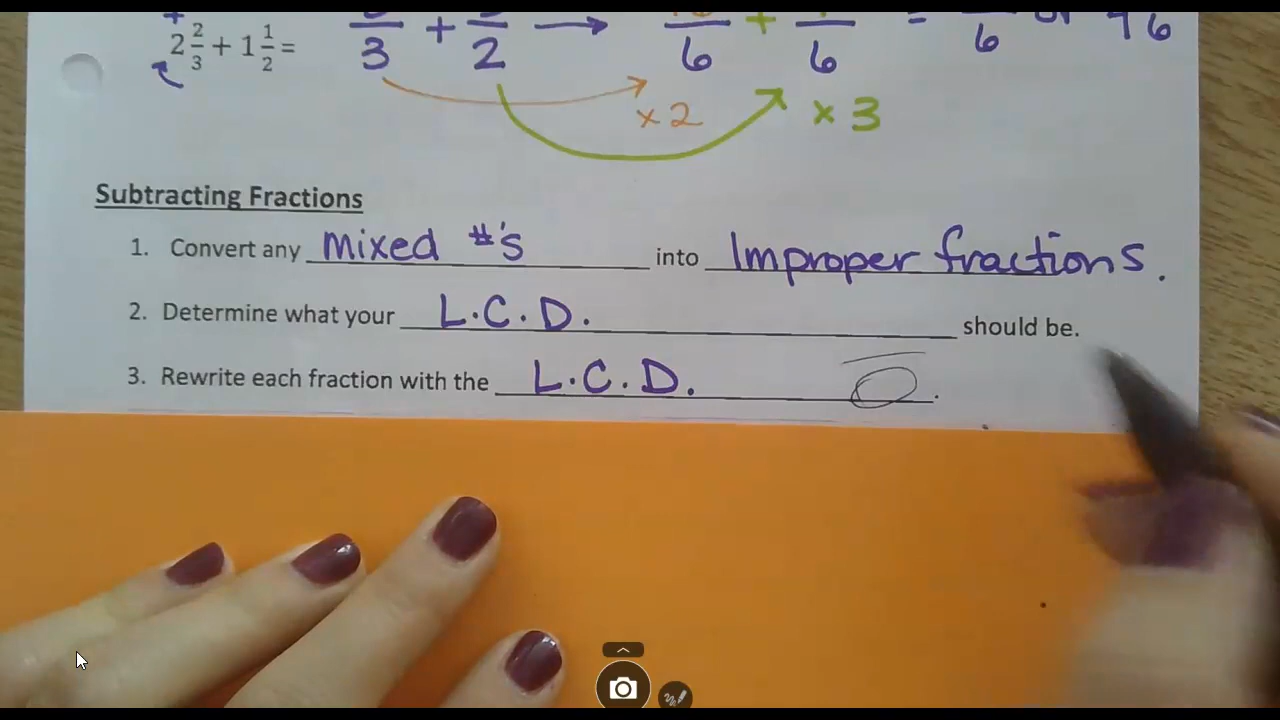 2 2/3 + 1 1/2 =
3 + 2 → 6 + 6 = 6 or
x 2
x 3
Subtracting Fractions
1. Convert any mixed #'s into Improper fractions.
2. Determine what your L.C.D. should be.
3. Rewrite each fraction with the L.C.D.